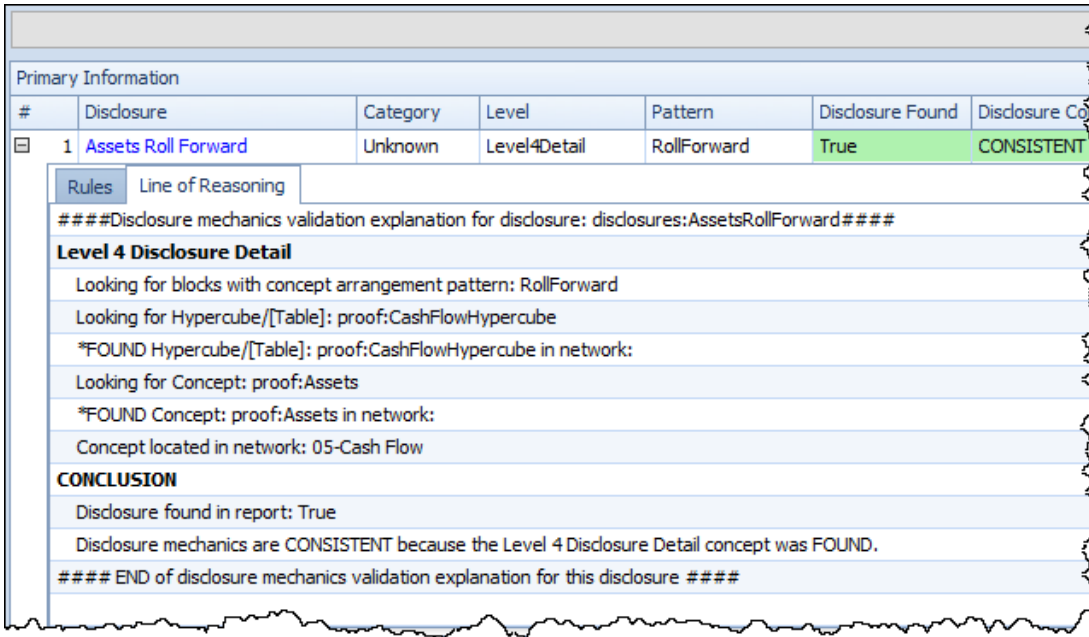 Primary Information
# Disclosure Category Level Pattern Disclosure Found Disclosure Co
1 Assets Roll Forward Unknown Level4Detail RollForward True CONSISTENT
Rules Line of Reasoning
####Disclosure mechanics validation explanation for disclosure: disclosures:AssetsRollForward####
Level 4 Disclosure Detail
Looking for blocks with concept arrangement pattern: RollForward
Looking for Hypercube/[Table]: proof:CashFlowHypercube
*FOUND Hypercube/[Table]: proof:CashFlowHypercube in network:
Looking for Concept: proof:Assets
*FOUND Concept: proof:Assets in network:
Concept located in network: 05-Cash Flow
CONCLUSION
Disclosure found in report: True
Disclosure mechanics are CONSISTENT because the Level 4 Disclosure Detail concept was FOUND.
#### END of disclosure mechanics validation explanation for this disclosure ####